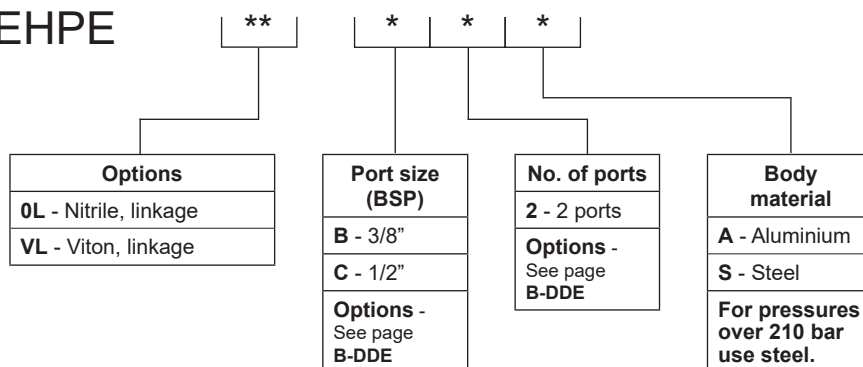 EHPE
** * * *
Options
0L - Nitrile, linkage
VL - Viton, linkage
Port size
(BSP)
B - 3/8”
C - 1/2”
Options -
See page
B-DDE
No. of ports
2 - 2 ports
Options -
See page
B-DDE
Body
material
A - Aluminium
S - Steel
For pressures
over 210 bar
use steel.